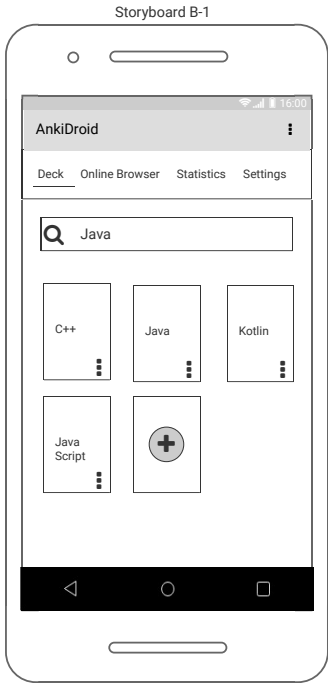 Storyboard B-1
16:00
AnkiDroid
Deck Online Browser Statistics Settings
Java
C++
Java
Kotlin
Java
Script